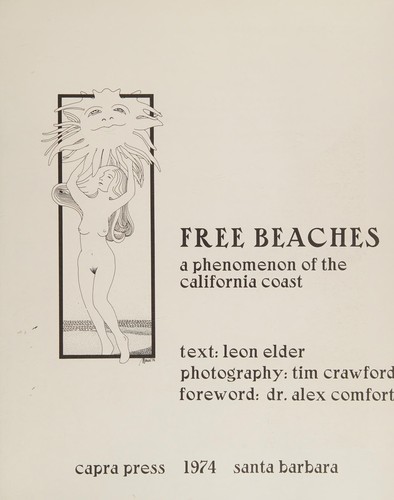 FREE BEACHES
a phenomenon of the
california coast
text: leon elder
photography: tim crawford
foreword: dr. alex comfort
capra press 1974 santa barbara